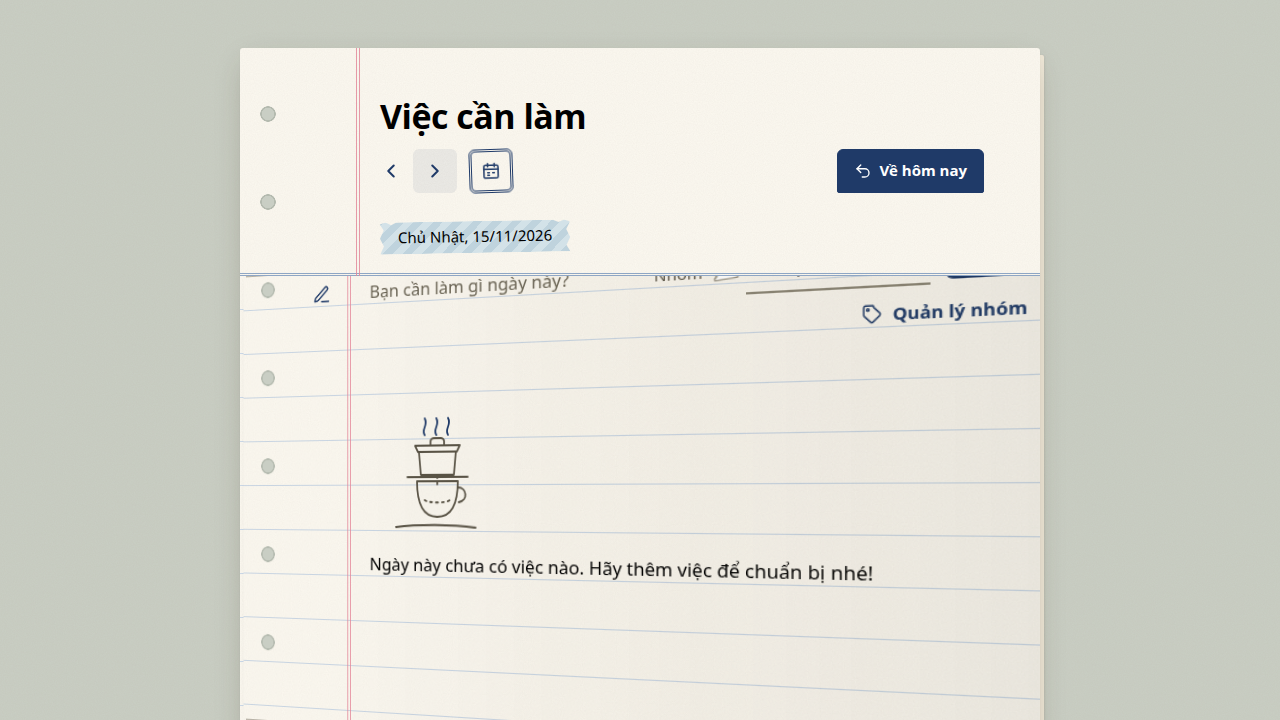 Việc cần làm
Về hôm nay
Chủ Nhật, 15/11/2026
Bạn cần làm gì ngày này? Nhóm
Quản lý nhóm
Ngày này chưa có việc nào. Hãy thêm việc để chuẩn bị nhé!